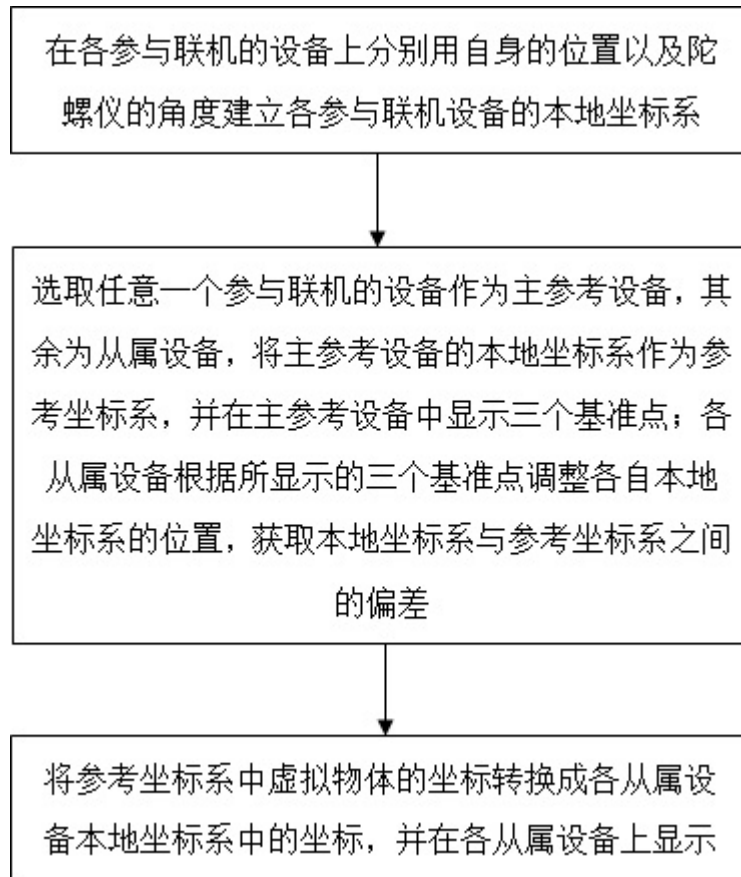 在各参与联机的设备上分别用自身的位置以及陀
螺仪的角度建立各参与联机设备的本地坐标系
选取任意一个参与联机的设备作为主参考设备，其
余为从属设备，将主参考设备的本地坐标系作为参
考坐标系，并在主参考设备中显示三个基准点；各
从属设备根据所显示的三个基准点调整各自本地
坐标系的位置，获取本地坐标系与参考坐标系之间
的偏差
将参考坐标系中虚拟物体的坐标转换成各从属设
备本地坐标系中的坐标，并在各从属设备上显示